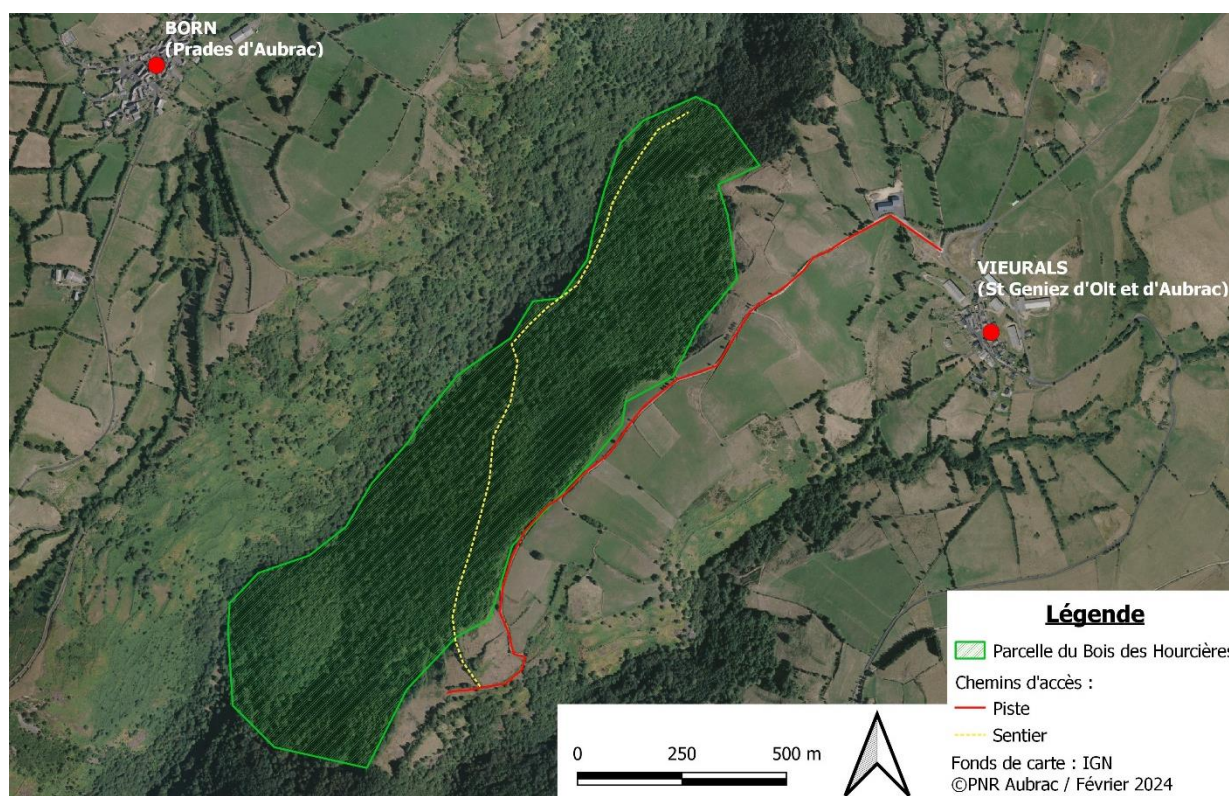 BORN
(Prades d'Aubrac)
VIEURALS
(St Geniez d'Olt et d'Aubrac)
Légende
Parcelle du Bois des Hourcières
Chemins d'accès :
Piste
Sentier
Fonds de carte : IGN
©PNR Aubrac / Février 2024
0 250 500 m